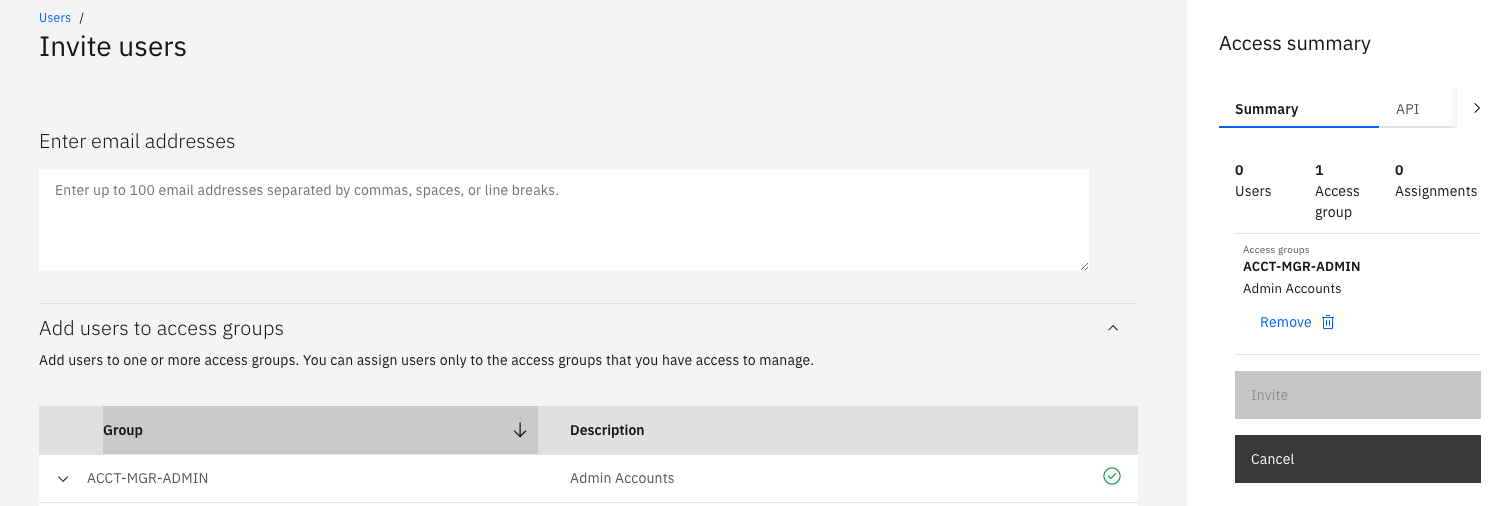 Users /
Invite users
Enter email addresses
Enter up to 100 email addresses separated by commas, spaces, or line breaks.
Add users to access groups
Add users to one or more access groups. You can assign users only to the access groups that you have access to manage.
Group Description
ACCT-MGR-ADMIN Admin Accounts
Access summary
Summary API
0 1 0
Users Access Assignments
group
Access groups
ACCT-MGR-ADMIN
Admin Accounts
Remove
Invite
Cancel